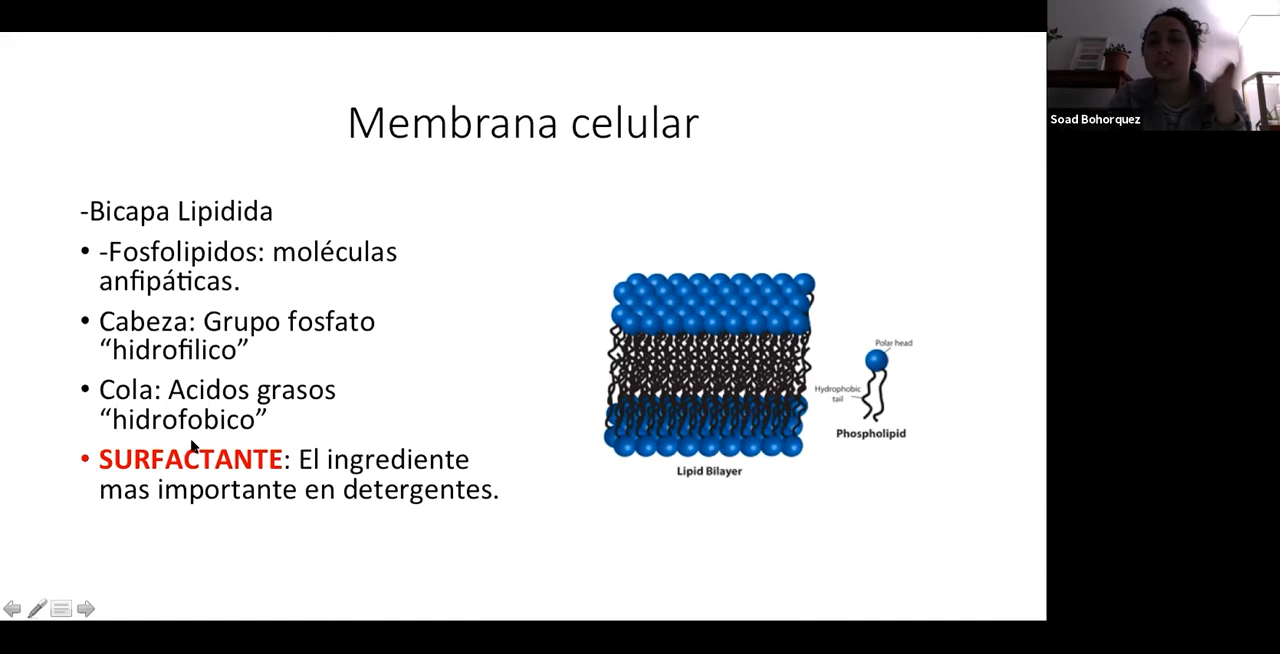 Membrana celular
-Bicapa Lipidida
• -Fosfolipidos: moléculas
anfipáticas.
• Cabeza: Grupo fosfato
“hidrofilico”
• Cola: Acidos grasos
“hidrofobico”
• SURFACTANTE: El ingrediente
mas importante en detergentes.
Polar head
Hydrophobic
tail
Phospholipid
Lipid Bilayer
Soad Bohorquez